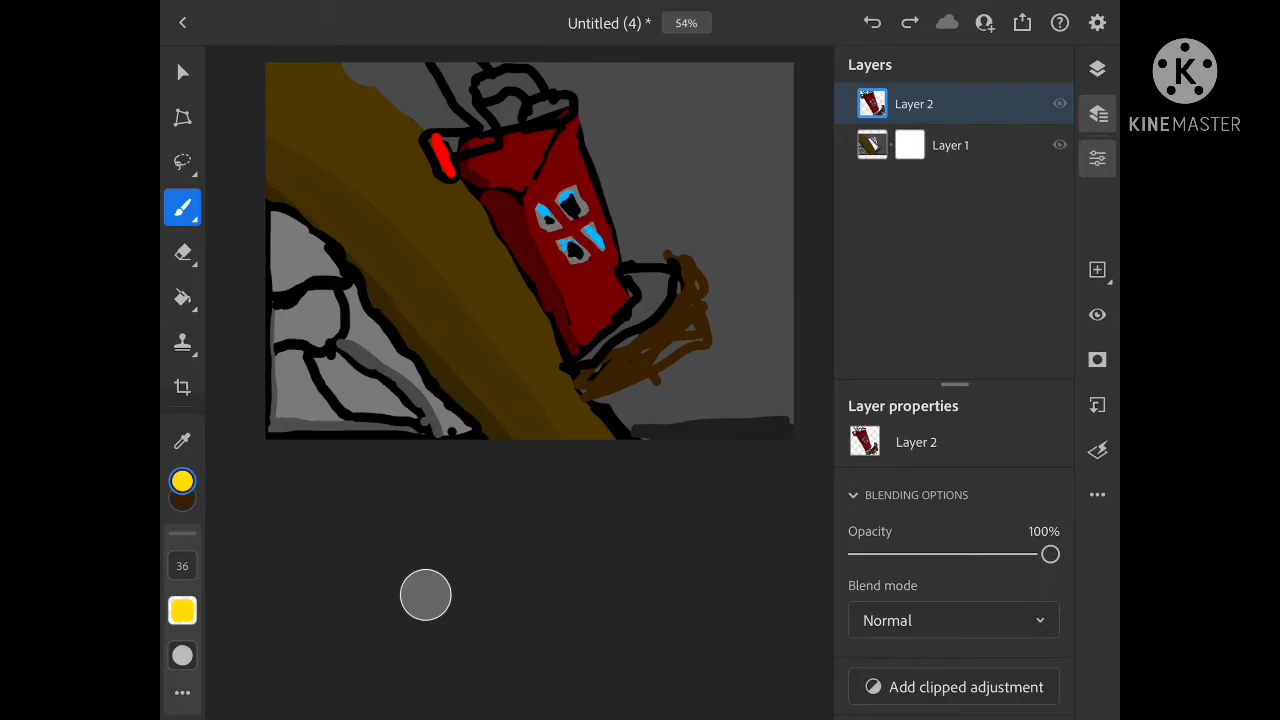 Untitled (4) *
54%
Layers
Layer 2
Layer 1
K
KINEMASTER
Layer properties
Layer 2
BLENDING OPTIONS
Opacity
100%
36
Blend mode
Normal
Add clipped adjustment